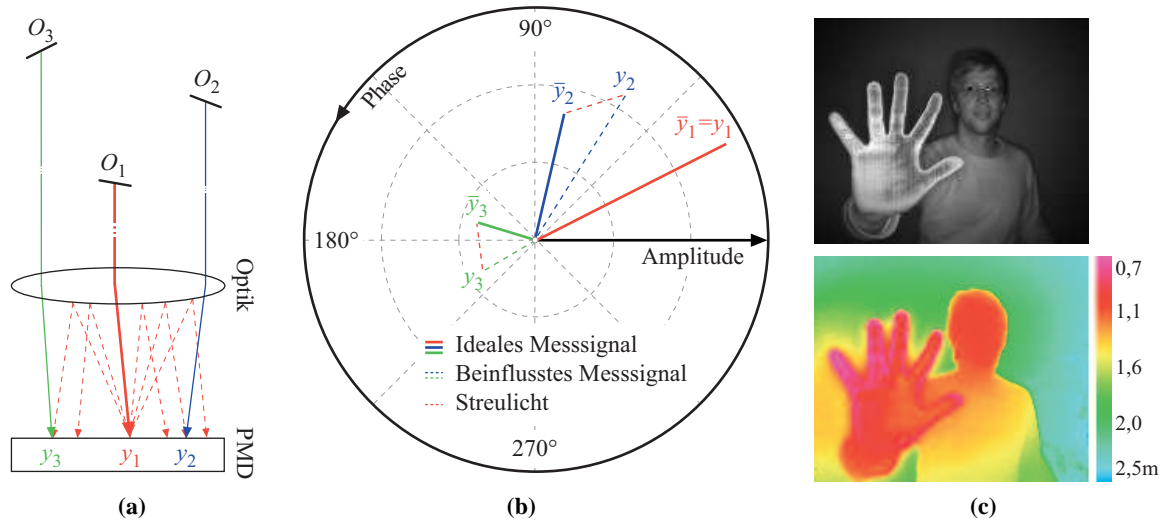 O3
O2
O1
Optik
PMD
y3
y1
y2
(a)
90°
Phase
ȳ2
y2
ȳ1=y1
ȳ3
180°
y3
Amplitude
Ideales Messsignal
Beinflusstes Messsignal
Streulicht
270°
(b)
0,7
1,1
1,6
2,0
2,5m
(c)